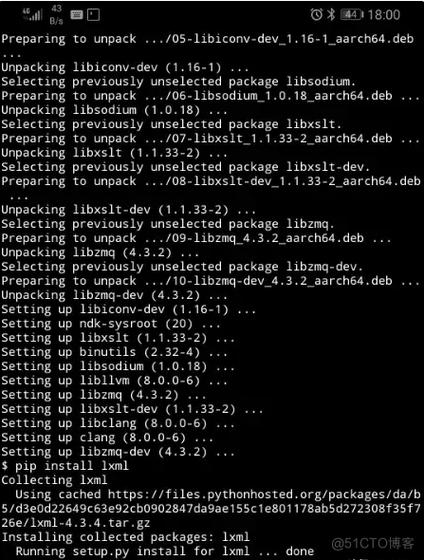 4G 43 B/s 44 18:00
Preparing to unpack .../05-libiconv-dev_1.16-1_aarch64.deb
...
Unpacking libiconv-dev (1.16-1) ...
Selecting previously unselected package libsodium.
Preparing to unpack .../06-libsodium_1.0.18_aarch64.deb ...
Unpacking libsodium (1.0.18) ...
Selecting previously unselected package libxslt.
Preparing to unpack .../07-libxslt_1.1.33-2_aarch64.deb ...
Unpacking libxslt (1.1.33-2) ...
Selecting previously unselected package libxslt-dev.
Preparing to unpack .../08-libxslt-dev_1.1.33-2_aarch64.deb
...
Unpacking libxslt-dev (1.1.33-2) ...
Selecting previously unselected package libzmq.
Preparing to unpack .../09-libzmq_4.3.2_aarch64.deb ...
Unpacking libzmq (4.3.2) ...
Selecting previously unselected package libzmq-dev.
Preparing to unpack .../10-libzmq-dev_4.3.2_aarch64.deb ...
Unpacking libzmq-dev (4.3.2) ...
Setting up libiconv-dev (1.16-1) ...
Setting up ndk-sysroot (20) ...
Setting up libxslt (1.1.33-2) ...
Setting up binutils (2.32-4) ...
Setting up libsodium (1.0.18) ...
Setting up libllvm (8.0.0-6) ...
Setting up libzmq (4.3.2) ...
Setting up libxslt-dev (1.1.33-2) ...
Setting up libclang (8.0.0-6) ...
Setting up clang (8.0.0-6) ...
Setting up libzmq-dev (4.3.2) ...
$ pip install lxml
Collecting lxml
Using cached https://files.pythonhosted.org/packages/da/b
5/d3e0d22649c63e92cb0902847da9ae155c1e801178ab5d272308f35f7
26e/lxml-4.3.4.tar.gz
Installing collected packages: lxml
Running setup.py install for lxml ... done
@51CTO博客